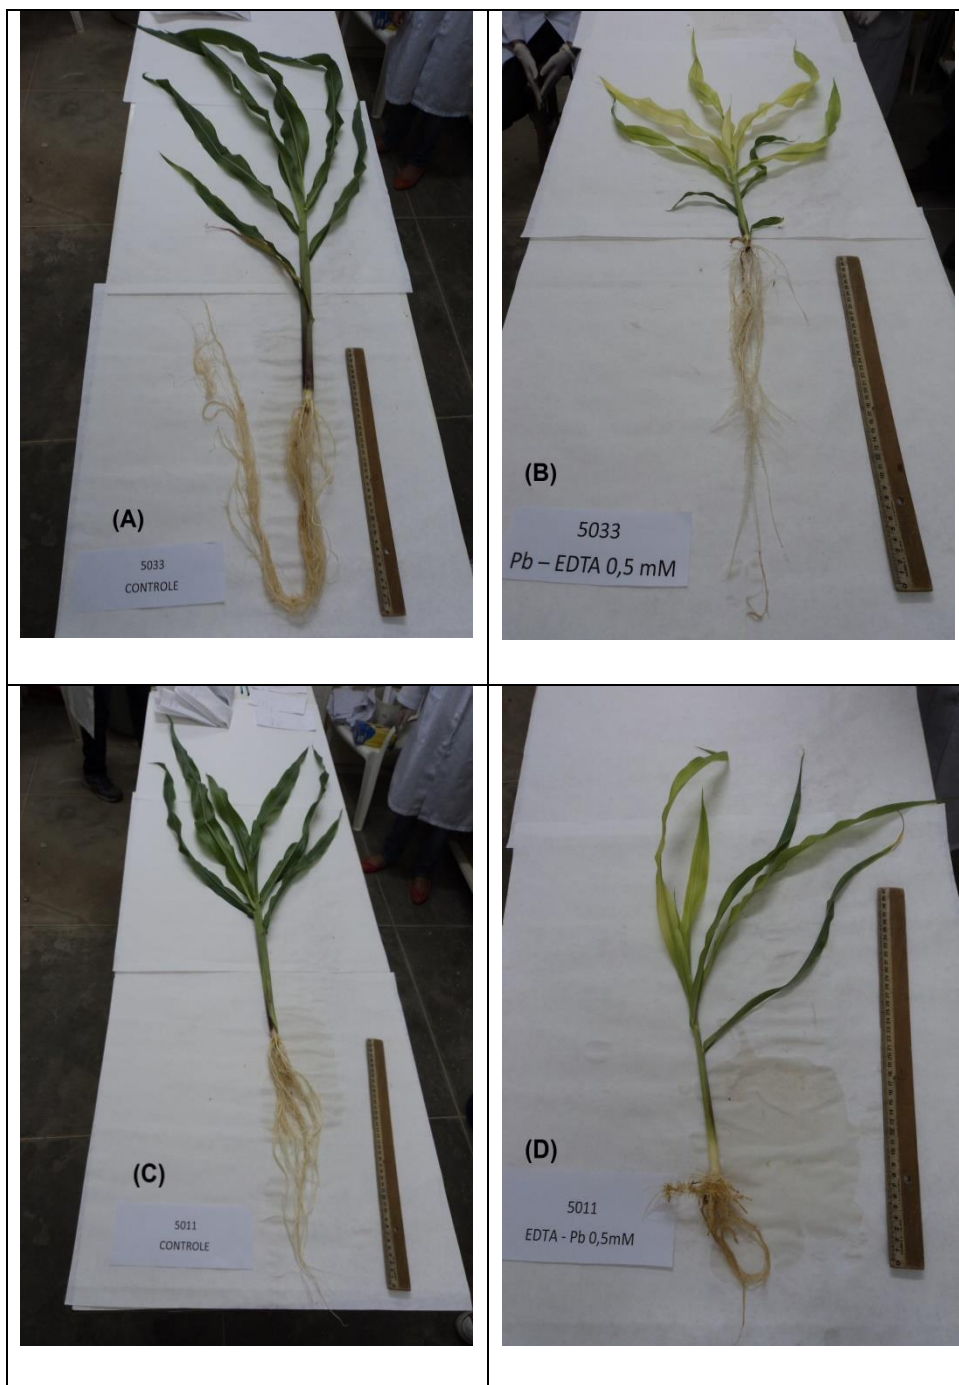 (A)
5033
CONTROLE
(B)
5033
Pb – EDTA 0,5 mM
(C)
5011
CONTROLE
(D)
5011
EDTA - Pb 0,5mM